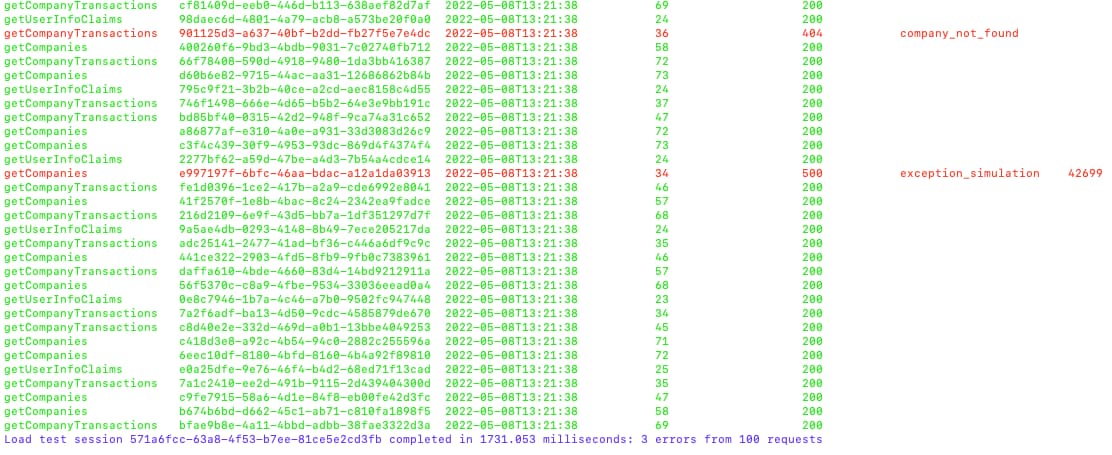 getCompanyTransactions cf81409d-eeb0-446d-b113-638aef82d7af 2022-05-08T13:21:38 69 200
getUserInfoClaims 98daec6d-4801-4a79-acb8-a573be20f0a0 2022-05-08T13:21:38 24 200
getCompanyTransactions 901125d3-a637-40bf-b2dd-fb27f5e7e4dc 2022-05-08T13:21:38 36 404 company_not_found
getCompanies 400260f6-9bd3-4bdb-9031-7c02740fb712 2022-05-08T13:21:38 58 200
getCompanyTransactions 66f78408-590d-4918-9480-1da3bb416387 2022-05-08T13:21:38 72 200
getCompanies d60b6e82-9715-44ac-aa31-12686862b84b 2022-05-08T13:21:38 73 200
getUserInfoClaims 795c9f21-3b2b-40ce-a2cd-aec8158c4d55 2022-05-08T13:21:38 24 200
getCompanyTransactions 746f1498-666e-4d65-b5b2-64e3e9bb191c 2022-05-08T13:21:38 37 200
getCompanyTransactions bd85bf40-0315-42d2-948f-9ca74a31c652 2022-05-08T13:21:38 47 200
getCompanies a86877af-e310-4a0e-a931-33d3083d26c9 2022-05-08T13:21:38 72 200
getCompanies c3f4c439-30f9-4953-93dc-869d4f4374f4 2022-05-08T13:21:38 73 200
getUserInfoClaims 2277bf62-a59d-47be-a4d3-7b54a4cdce14 2022-05-08T13:21:38 24 200
getCompanies e997197f-6bfc-46aa-bdac-a12a1da03913 2022-05-08T13:21:38 34 500 exception_simulation 42699
getCompanyTransactions fe1d0396-1ce2-417b-a2a9-cde6992e8041 2022-05-08T13:21:38 46 200
getCompanies 41f2570f-1e8b-4bac-8c24-2342ea9fadce 2022-05-08T13:21:38 57 200
getCompanyTransactions 216d2109-6e9f-43d5-bb7a-1df351297d7f 2022-05-08T13:21:38 68 200
getUserInfoClaims 9a5ae4db-0293-4148-8b49-7ece205217da 2022-05-08T13:21:38 24 200
getCompanyTransactions adc25141-2477-41ad-bf36-c446a6df9c9c 2022-05-08T13:21:38 35 200
getCompanies 441ce322-2903-4fd5-8fb9-9fb0c7383961 2022-05-08T13:21:38 46 200
getCompanyTransactions daffa610-4bde-4660-83d4-14bd9212911a 2022-05-08T13:21:38 57 200
getCompanies 56f5370c-c8a9-4fbe-9534-33036eead0a4 2022-05-08T13:21:38 68 200
getUserInfoClaims 0e8c7946-1b7a-4c46-a7b0-9502fc947448 2022-05-08T13:21:38 23 200
getCompanyTransactions 7a2f6adf-ba13-4d50-9cdc-4585879de670 2022-05-08T13:21:38 34 200
getCompanyTransactions c8d40e2e-332d-469d-a0b1-13bbe4049253 2022-05-08T13:21:38 45 200
getCompanies c418d3e8-a92c-4b54-94c0-2882c255596a 2022-05-08T13:21:38 71 200
getCompanies 6eec10df-8180-4bfd-8160-4b4a92f89810 2022-05-08T13:21:38 72 200
getUserInfoClaims e0a25dfe-9e76-46f4-b4d2-68ed71f13cad 2022-05-08T13:21:38 25 200
getCompanyTransactions 7a1c2410-ee2d-491b-9115-2d439404300d 2022-05-08T13:21:38 35 200
getCompanies c9fe7915-58a6-4d1e-84f8-eb00fe42d3fc 2022-05-08T13:21:38 47 200
getCompanies b674b6bd-d662-45c1-ab71-c810fa1898f5 2022-05-08T13:21:38 58 200
getCompanyTransactions bfae9b8e-4a11-4bbd-adbb-38fae3322d3a 2022-05-08T13:21:38 69 200
Load test session 571a6fcc-63a8-4f53-b7ee-81ce5e2cd3fb completed in 1731.053 milliseconds: 3 errors from 100 requests